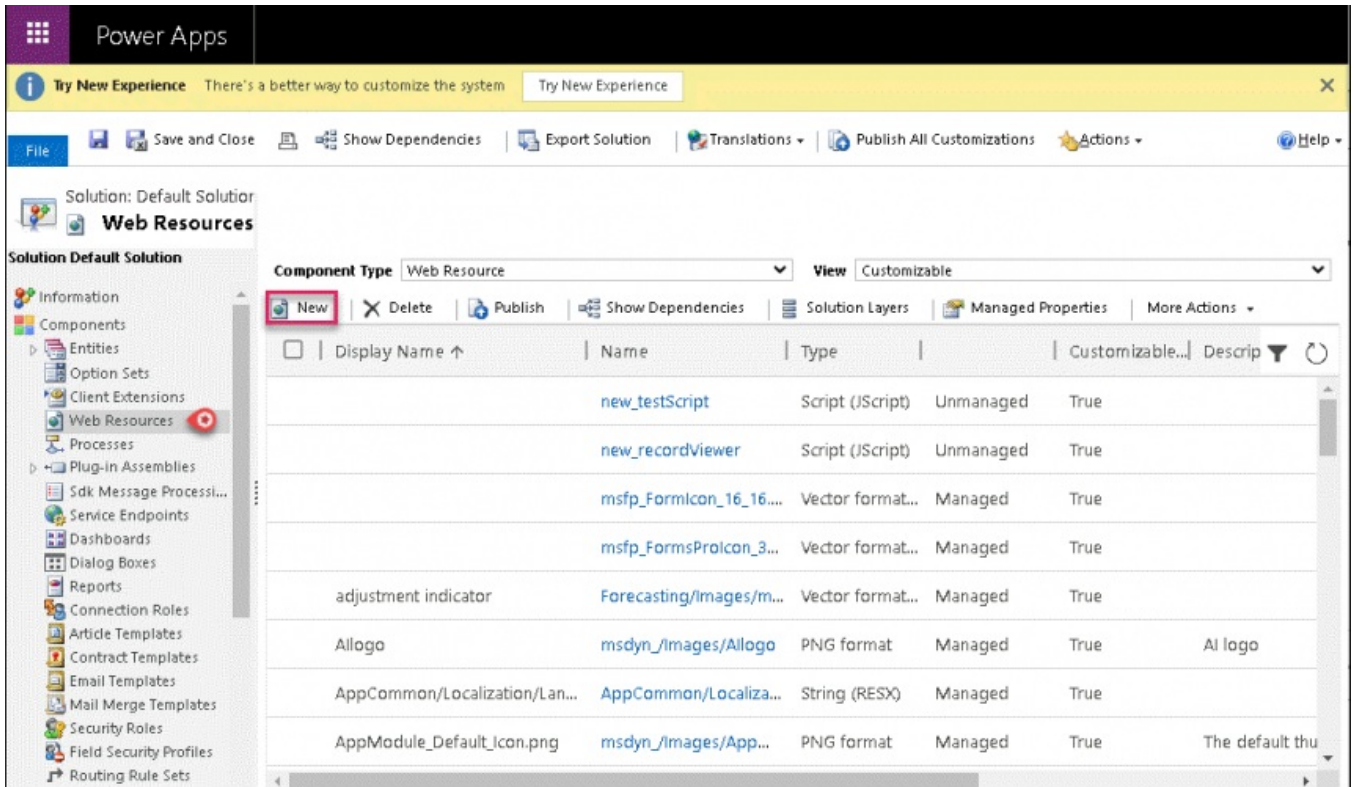 Power Apps
Try New Experience There's a better way to customize the system Try New Experience
File Save and Close Show Dependencies Export Solution Translations Publish All Customizations Actions Help
Solution: Default Solution
Web Resources
Solution Default Solution
Component Type Web Resource View Customizable
New Delete Publish Show Dependencies Solution Layers Managed Properties More Actions
Information
Components
Entities
Option Sets
Client Extensions
Web Resources
Processes
Plug-in Assemblies
Sdk Message Processi...
Service Endpoints
Dashboards
Dialog Boxes
Reports
Connection Roles
Article Templates
Contract Templates
Email Templates
Mail Merge Templates
Security Roles
Field Security Profiles
Routing Rule Sets
Display Name Name Type Customizable... Descrip
new_testScript Script (JScript) Unmanaged True
new_recordViewer Script (JScript) Unmanaged True
msfp_FormIcon_16_16.... Vector format... Managed True
msfp_FormsProIcon_3... Vector format... Managed True
adjustment indicator Forecasting/Images/m... Vector format... Managed True
AIlogo msdyn_/Images/AIlogo PNG format Managed True AI logo
AppCommon/Localization/Lan... AppCommon/Localiza... String (RESX) Managed True
AppModule_Default_Icon.png msdyn_/Images/App... PNG format Managed True The default thu